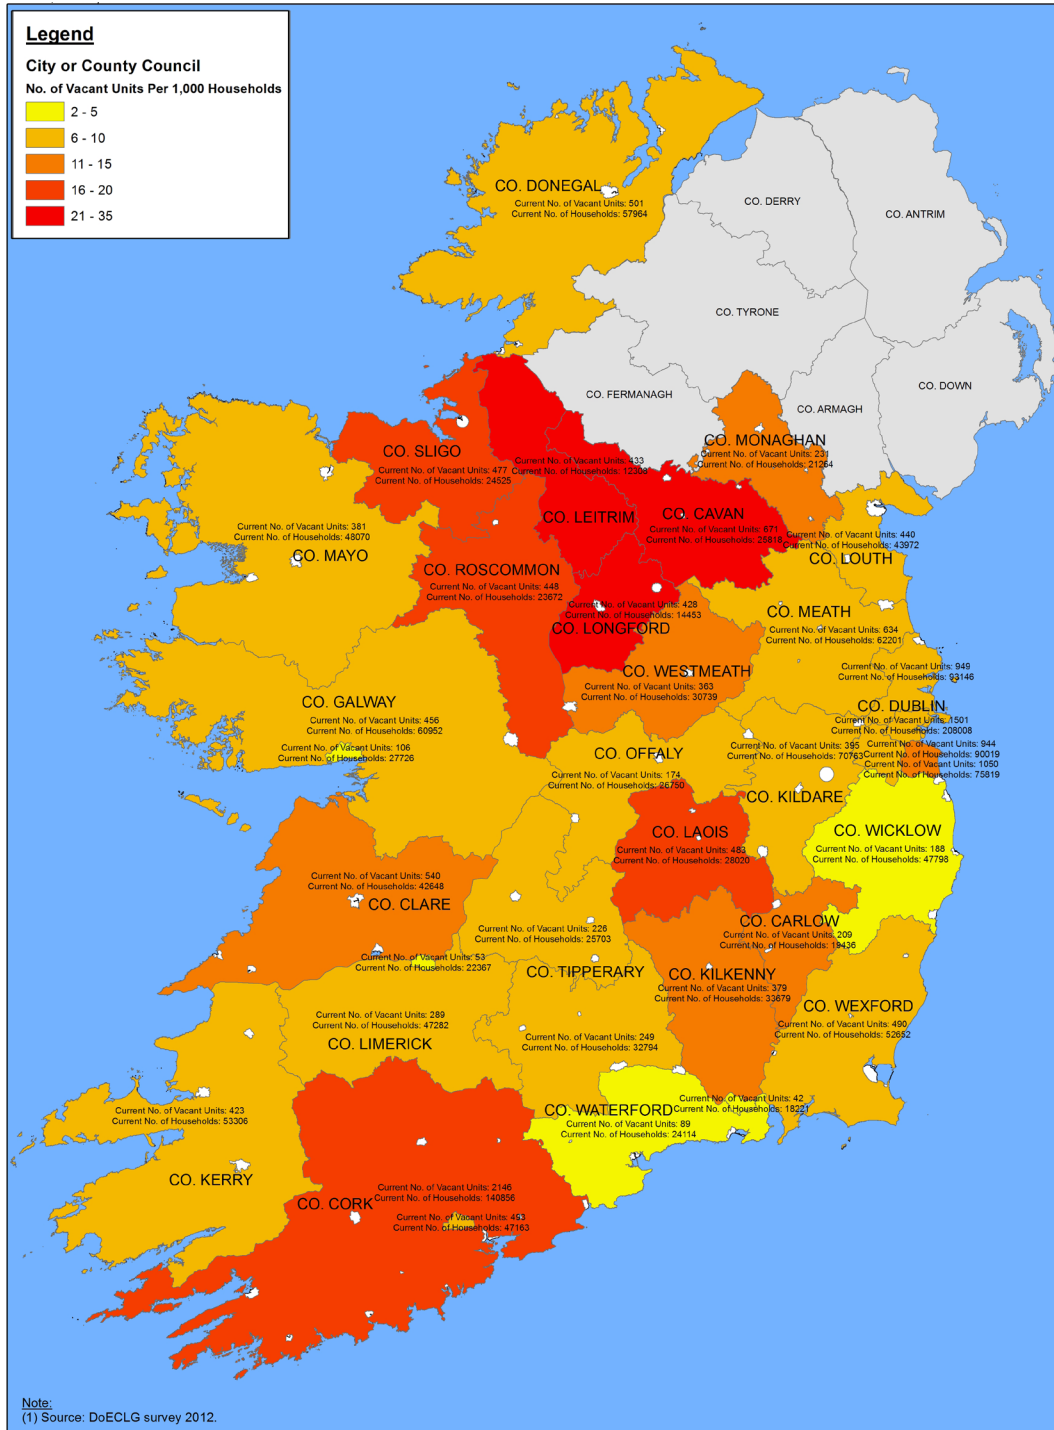 Legend
City or County Council
No. of Vacant Units Per 1,000 Households
2 - 5
6 - 10
11 - 15
16 - 20
21 - 35
CO. DONEGAL
Current No. of Vacant Units: 501
Current No. of Households: 57964
CO. DERRY
CO. ANTRIM
CO. TYRONE
CO. FERMANAGH
CO. ARMAGH
CO. DOWN
CO. MONAGHAN
Current No. of Vacant Units: 231
Current No. of Households: 21264
CO. SLIGO
Current No. of Vacant Units: 477
Current No. of Households: 24525
Current No. of Vacant Units: 433
Current No. of Households: 12308
CO. LEITRIM
CO. CAVAN
Current No. of Vacant Units: 671
Current No. of Households: 25818
Current No. of Vacant Units: 381
Current No. of Households: 48070
CO. MAYO
Current No. of Vacant Units: 440
Current No. of Households: 43972
CO. LOUTH
CO. ROSCOMMON
Current No. of Vacant Units: 448
Current No. of Households: 23672
Current No. of Vacant Units: 428
Current No. of Households: 14453
CO. LONGFORD
CO. MEATH
Current No. of Vacant Units: 634
Current No. of Households: 62201
CO. WESTMEATH
Current No. of Vacant Units: 363
Current No. of Households: 30739
Current No. of Vacant Units: 949
Current No. of Households: 93146
CO. GALWAY
Current No. of Vacant Units: 456
Current No. of Households: 60952
Current No. of Vacant Units: 106
Current No. of Households: 27726
CO. DUBLIN
Current No. of Vacant Units: 1501
Current No. of Households: 208008
Current No. of Vacant Units: 944
Current No. of Households: 90019
Current No. of Vacant Units: 1050
Current No. of Households: 75819
CO. OFFALY
Current No. of Vacant Units: 174
Current No. of Households: 26750
Current No. of Vacant Units: 395
Current No. of Households: 70763
CO. KILDARE
CO. LAOIS
Current No. of Vacant Units: 483
Current No. of Households: 28020
CO. WICKLOW
Current No. of Vacant Units: 188
Current No. of Households: 47798
Current No. of Vacant Units: 540
Current No. of Households: 42648
CO. CLARE
CO. CARLOW
Current No. of Vacant Units: 209
Current No. of Households: 19436
Current No. of Vacant Units: 226
Current No. of Households: 25703
Current No. of Vacant Units: 53
Current No. of Households: 22367
CO. TIPPERARY
CO. KILKENNY
Current No. of Vacant Units: 379
Current No. of Households: 33679
CO. WEXFORD
Current No. of Vacant Units: 490
Current No. of Households: 52652
Current No. of Vacant Units: 289
Current No. of Households: 47282
CO. LIMERICK
Current No. of Vacant Units: 249
Current No. of Households: 32794
Current No. of Vacant Units: 42
Current No. of Households: 18221
CO. WATERFORD
Current No. of Vacant Units: 89
Current No. of Households: 24114
Current No. of Vacant Units: 423
Current No. of Households: 53306
CO. KERRY
CO. CORK
Current No. of Vacant Units: 2146
Current No. of Households: 140856
Current No. of Vacant Units: 493
Current No. of Households: 47163
Note:
(1) Source: DoECLG survey 2012.